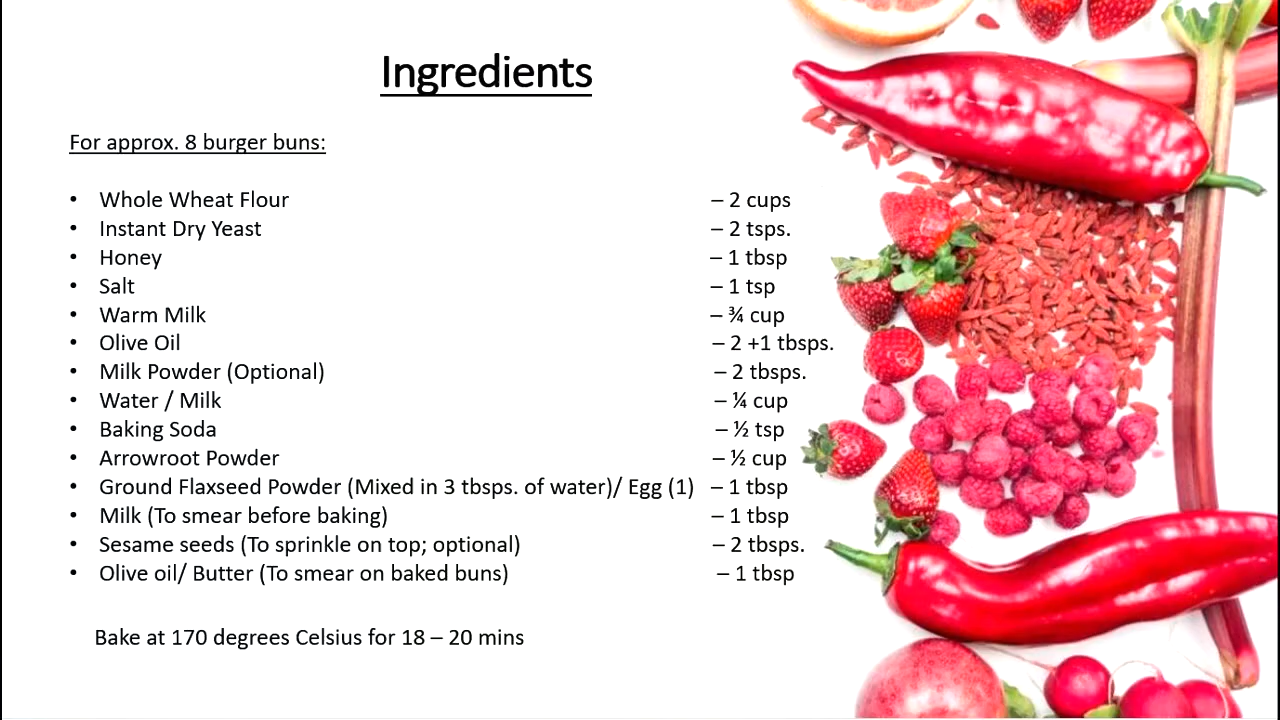 Ingredients
For approx. 8 burger buns:
• Whole Wheat Flour – 2 cups
• Instant Dry Yeast – 2 tsps.
• Honey – 1 tbsp
• Salt – 1 tsp
• Warm Milk – ¾ cup
• Olive Oil – 2 +1 tbsps.
• Milk Powder (Optional) – 2 tbsps.
• Water / Milk – ¼ cup
• Baking Soda – ½ tsp
• Arrowroot Powder – ½ cup
• Ground Flaxseed Powder (Mixed in 3 tbsps. of water)/ Egg (1) – 1 tbsp
• Milk (To smear before baking) – 1 tbsp
• Sesame seeds (To sprinkle on top; optional) – 2 tbsps.
• Olive oil/ Butter (To smear on baked buns) – 1 tbsp
Bake at 170 degrees Celsius for 18 – 20 mins